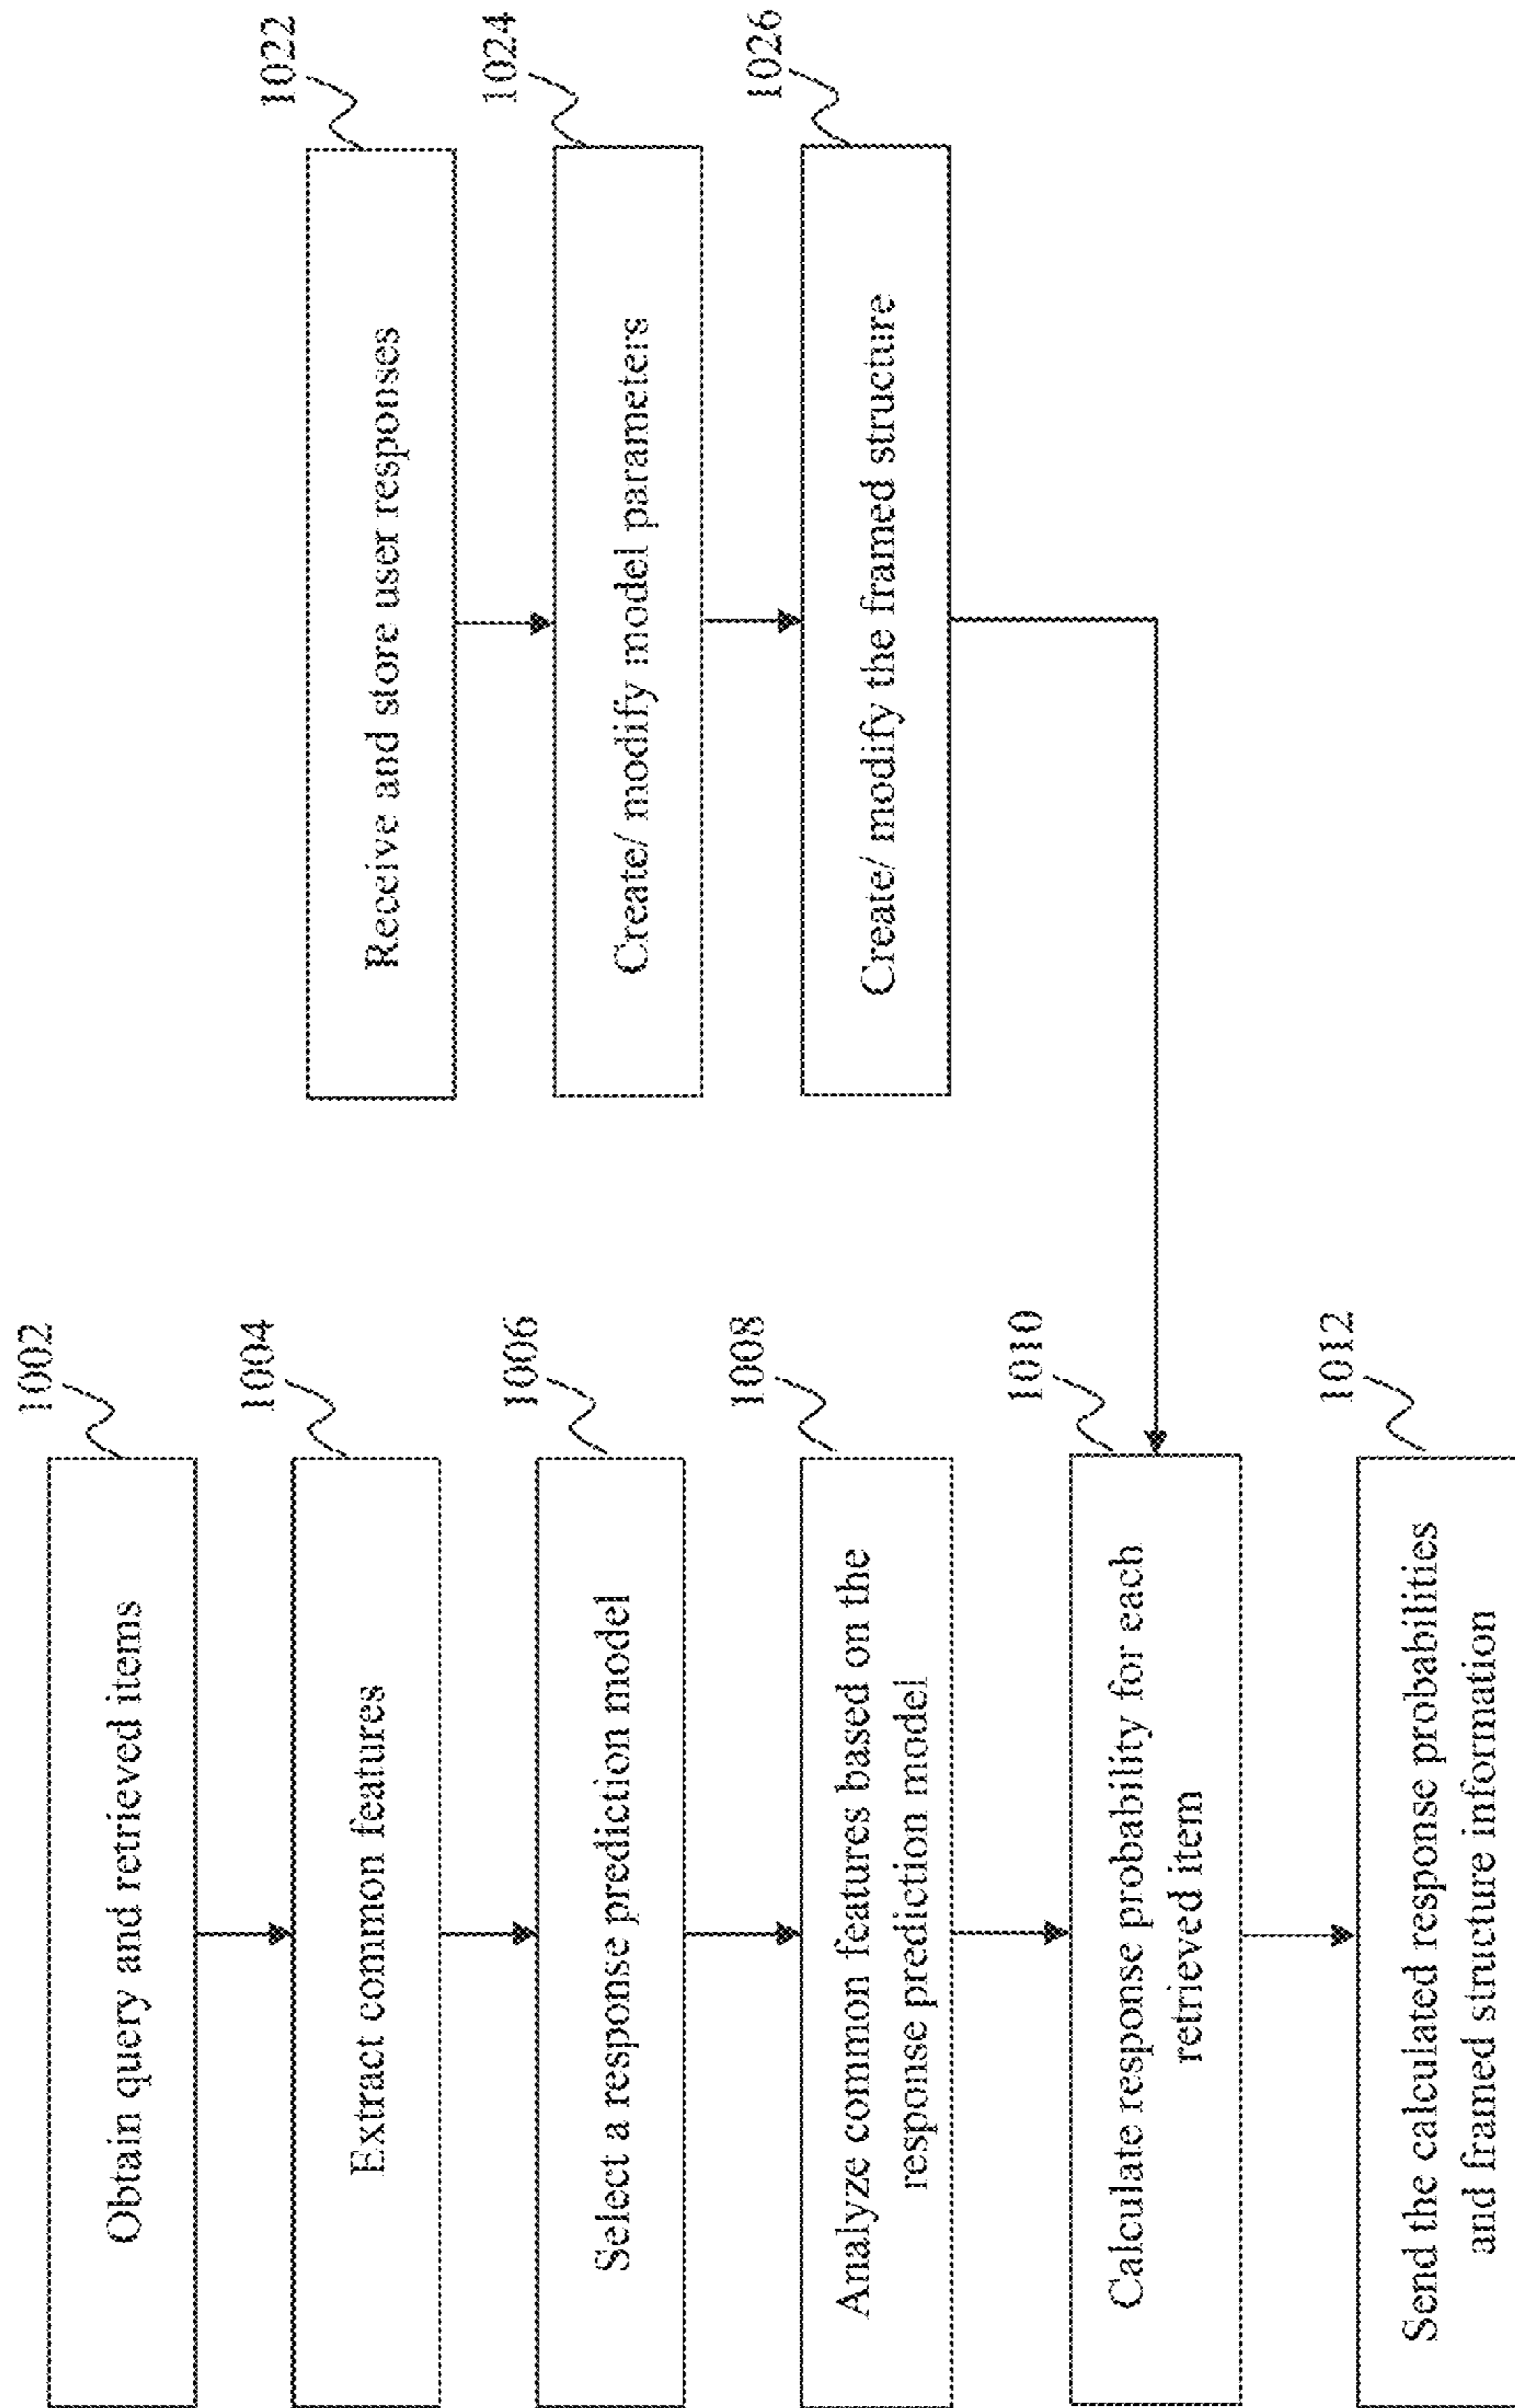 1002
Obtain query and retrieved items
1004
Extract common features
1006
Select a response prediction model
1008
Analyze common features based on the
response prediction model
1010
Calculate response probability for each
retrieved item
1012
Send the calculated response probabilities
and framed structure information
1022
Receive and store user responses
1024
Create/ modify model parameters
1026
Create/ modify the framed structure